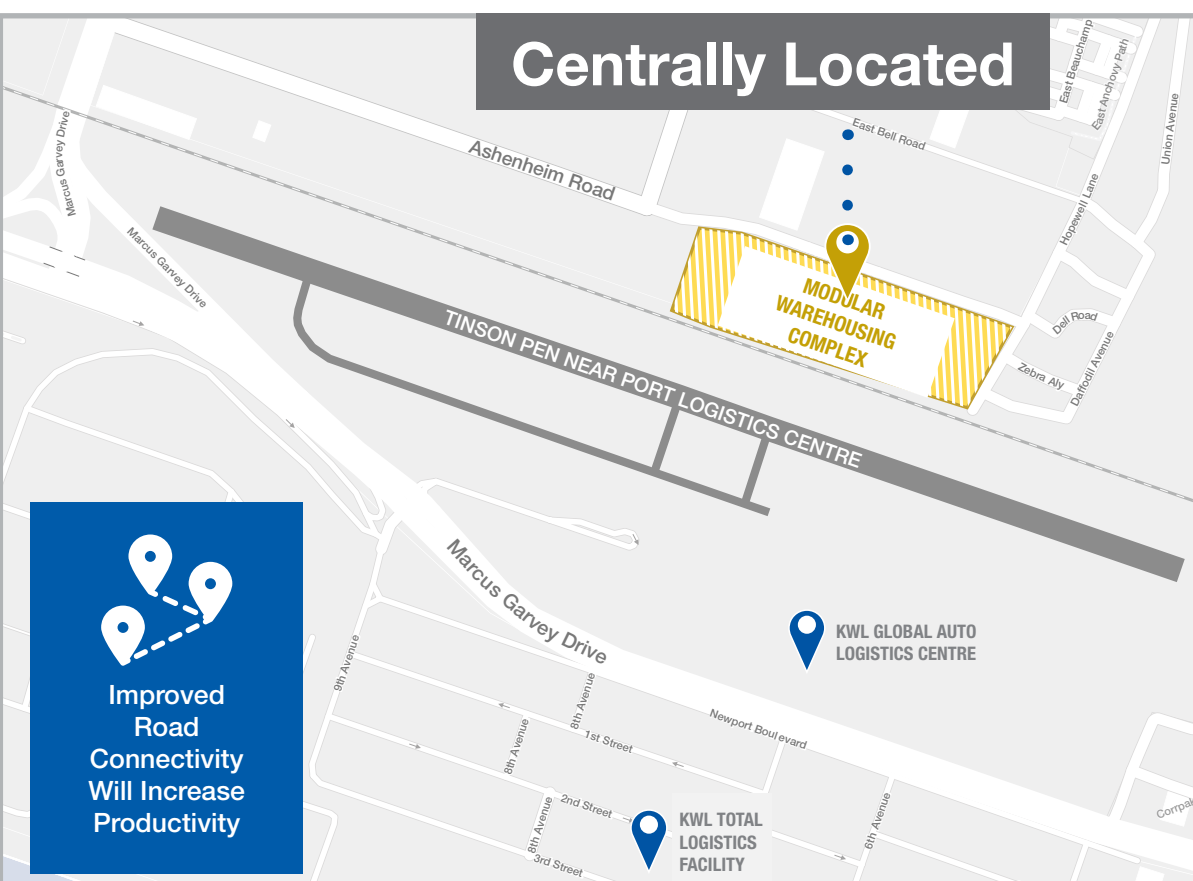 Centrally Located
East Beauchamp
East Anchovy Path
Union Avenue
East Bell Road
Marcus Garvey Drive
Ashenheim Road
Hopewell Lane
Marcus Garvey Drive
MODULAR
WAREHOUSING
COMPLEX
Dell Road
Zebra Aly
Daffodil Avenue
TINSON PEN NEAR PORT LOGISTICS CENTRE
Marcus Garvey Drive
KWL GLOBAL AUTO
LOGISTICS CENTRE
Improved
Road
Connectivity
Will Increase
Productivity
9th Avenue
8th Avenue
8th Avenue
1st Street
Newport Boulevard
2nd Street
8th Avenue
3rd Street
KWL TOTAL
LOGISTICS
FACILITY
6th Avenue